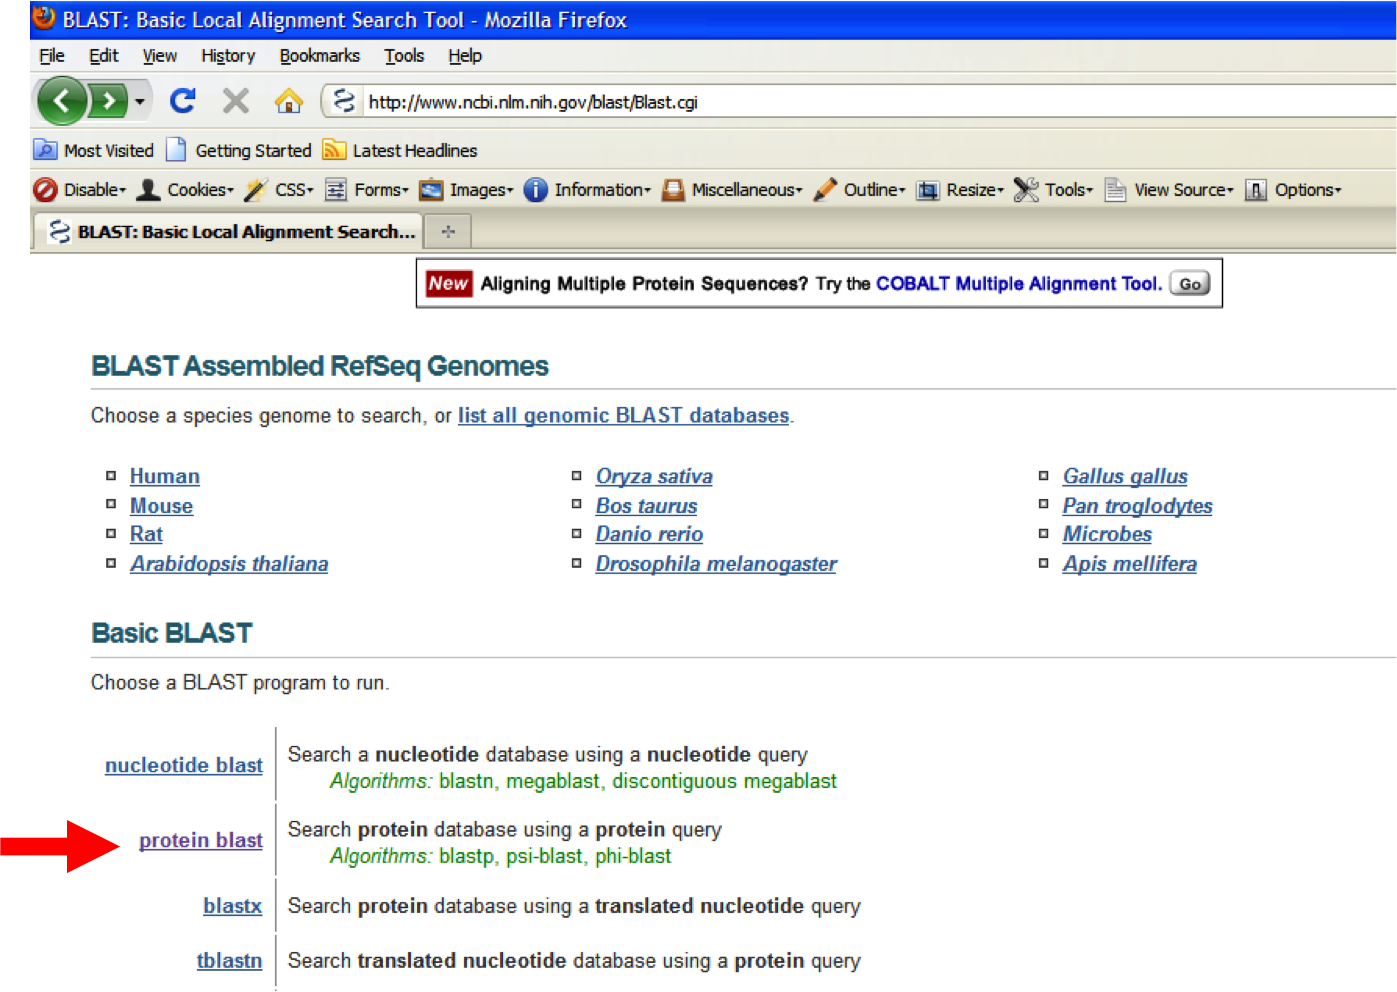 BLAST: Basic Local Alignment Search Tool - Mozilla Firefox
File Edit View History Bookmarks Tools Help
http://www.ncbi.nlm.nih.gov/blast/Blast.cgi
Most Visited Getting Started Latest Headlines
Disable Cookies CSS Forms Images Information Miscellaneous Outline Resize Tools View Source Options
BLAST: Basic Local Alignment Search...
New Aligning Multiple Protein Sequences? Try the COBALT Multiple Alignment Tool. Go
BLAST Assembled RefSeq Genomes
Choose a species genome to search, or list all genomic BLAST databases.
Human Oryza sativa Gallus gallus
Mouse Bos taurus Pan troglodytes
Rat Danio rerio Microbes
Arabidopsis thaliana Drosophila melanogaster Apis mellifera
Basic BLAST
Choose a BLAST program to run.
nucleotide blast Search a nucleotide database using a nucleotide query
Algorithms: blastn, megablast, discontiguous megablast
protein blast Search protein database using a protein query
Algorithms: blastp, psi-blast, phi-blast
blastx Search protein database using a translated nucleotide query
tblastn Search translated nucleotide database using a protein query